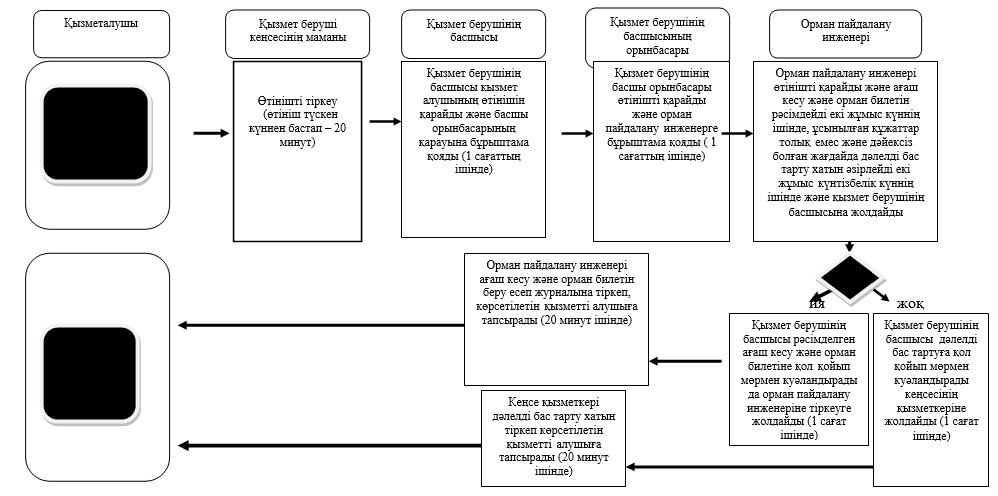 Қызметалушы
Қызмет беруші
кеңсесінің маманы
Қызмет берушінің
басшысы
Қызмет берушінің
басшысының
орынбасары
Орман пайдалану
инженері
Өтінішті тіркеу
(өтініш түскен
күннен бастап – 20
минут)
Қызмет берушінің
басшысы қызмет
алушының өтінішін
қарайды және басшы
орынбасарының
қарауына бұрыштама
қояды (1 сағаттың
ішінде)
Қызмет берушінің
басшы орынбасары
өтінішті қарайды
және орман
пайдалану инженерге
бұрыштама қояды ( 1
сағаттың ішінде )
Орман пайдалану инженері
өтінішті қарайды және ағаш
кесу және орман билетін
рәсімдейді екі жұмыс күннің
ішінде, ұсынылған құжаттар
толық емес және дәйексіз
болған жағдайда дәлелді бас
тарту хатын әзірлейді екі
жұмыс күнтізбелік күннің
ішінде және қызмет берушінің
басшысына жолдайды
Орман пайдалану инженері
ағаш кесу және орман билетін
беру есеп журналына тіркеп,
көрсетілетін қызметті алушыға
тапсырады (20 минут ішінде)
ия
жоқ
Қызмет берушінің
басшысы рәсімделген
ағаш кесу және орман
билетіне қол қойып
мөрмен куәландырады
да орман пайдалану
инженеріне тіркеуге
жолдайды (1 сағат
ішінде)
Қызмет берушінің
басшысы дәлелді
бас тартуға қол
қойып мөрмен
куәландырады
кеңсесінің
қызметкеріне
жолдайды (1 сағат
ішінде)
Кеңсе қызметкері
дәлелді бас тарту хатын
тіркеп көрсетілетін
қызметті алушыға
тапсырады (20 минут
ішінде)